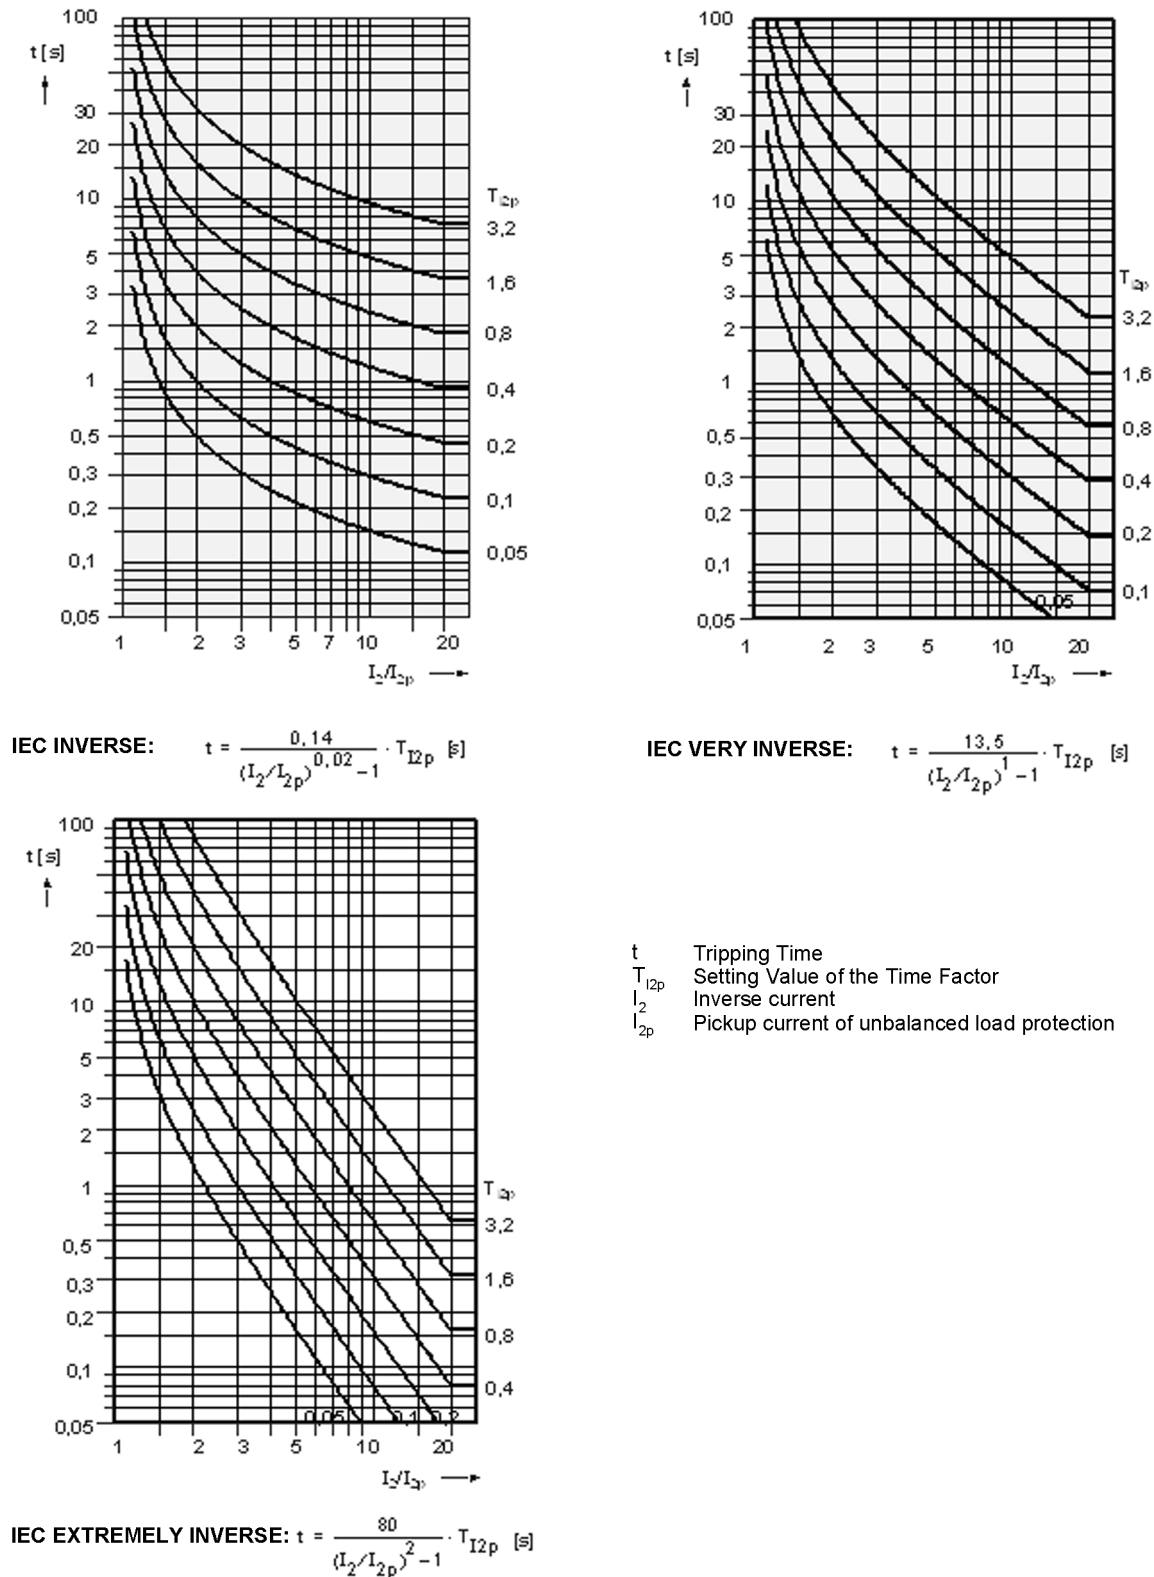 100
t [s]
30
20
10
5
3
2
1
0,5
0,3
0,2
0,1
0,05
1 2 3 5 7 10 20
I2/I2p
TI2p
3,2
1,6
0,8
0,4
0,2
0,1
0,05
IEC INVERSE: t = 0,14 / (I2/I2p)^0,02 -1 · TI2p [s]
100
t [s]
30
20
10
5
3
2
1
0,5
0,3
0,2
0,1
0,05
1 2 3 5 10 20
I2/I2p
TI2p
3,2
1,6
0,8
0,4
0,2
0,1
0,05
IEC VERY INVERSE: t = 13,5 / (I2/I2p)^1 -1 · TI2p [s]
100
t [s]
20
10
5
3
2
1
0,5
0,3
0,2
0,1
0,05
1 2 3 5 10 20
I2/I2p
TI2p
3,2
1,6
0,8
0,4
0,05 0,1 0,2
IEC EXTREMELY INVERSE: t = 80 / (I2/I2p)^2 -1 · TI2p [s]
t Tripping Time
TI2p Setting Value of the Time Factor
I2 Inverse current
I2p Pickup current of unbalanced load protection